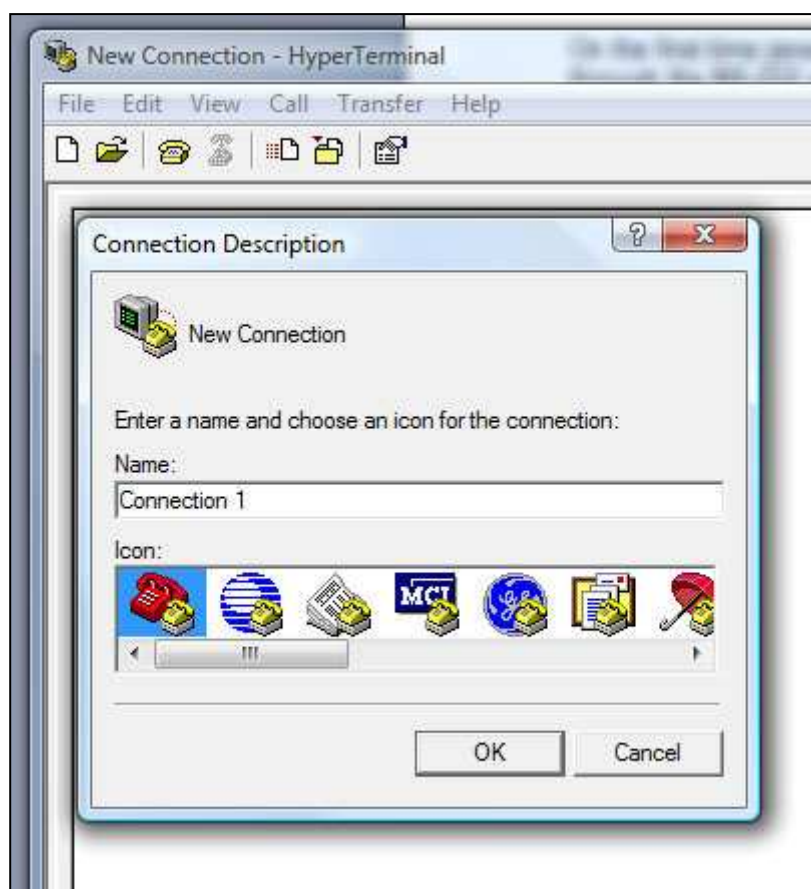 New Connection - HyperTerminal
File Edit View Call Transfer Help
Connection Description
New Connection
Enter a name and choose an icon for the connection:
Name:
Connection 1
Icon:
MCI
OK Cancel